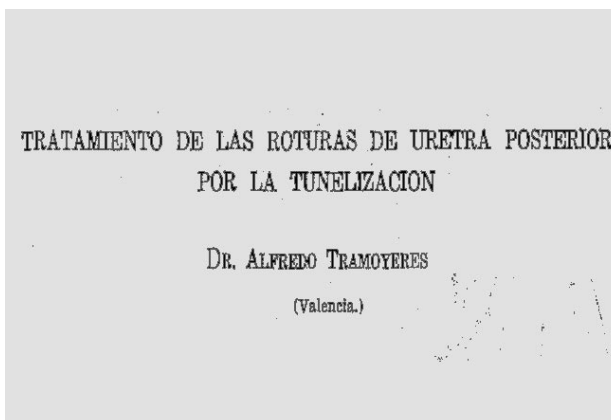 TRATAMIENTO DE LAS ROTURAS DE URETRA POSTERIOR
POR LA TUNELIZACION
DR. ALFREDO TRAMOYERES
(Valencia.)